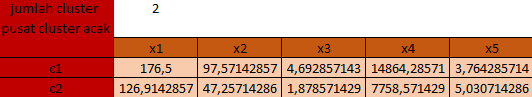 jumlah cluster 2
pusat cluster acak
x1 x2 x3 x4 x5
c1 176,5 97,57142857 4,692857143 14864,28571 3,764285714
c2 126,9142857 47,25714286 1,878571429 7758,571429 5,030714286